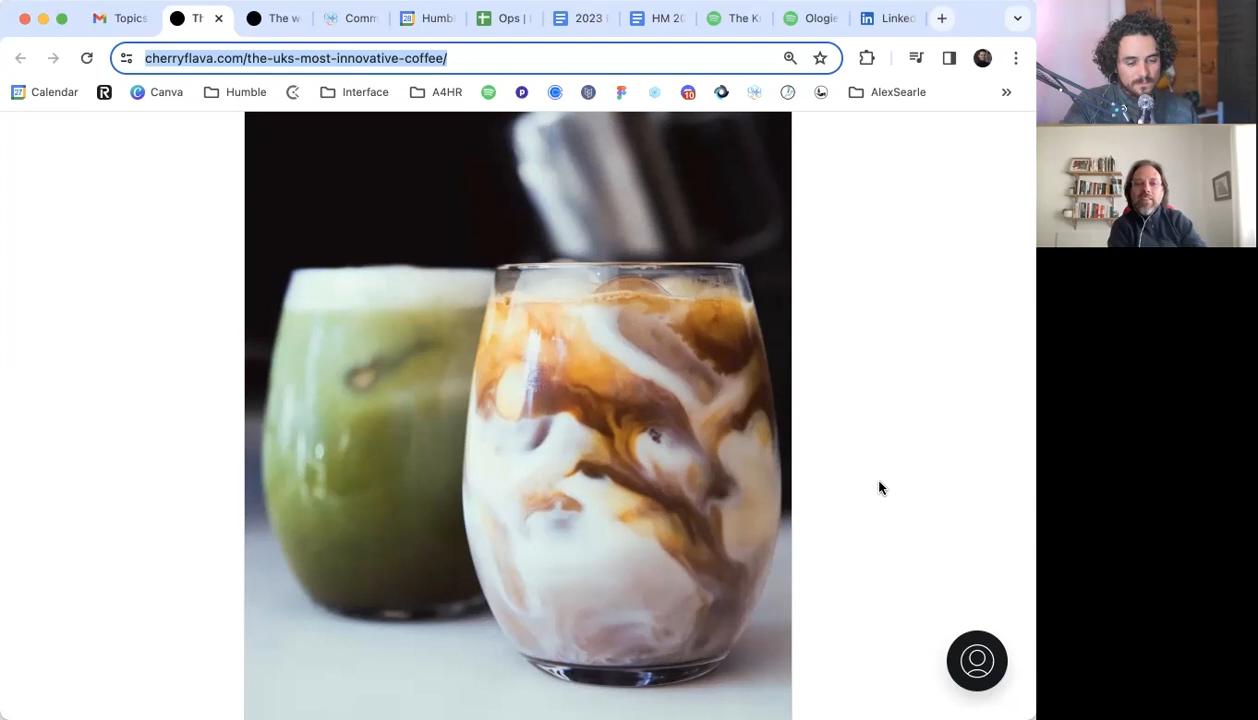 Topics
Th
The w
Comm
Humb
Ops |
2023
HM 20
The K
Ologie
Linked
cherryflava.com/the-uks-most-innovative-coffee/
Calendar
Canva
Humble
Interface
A4HR
10
AlexSearle